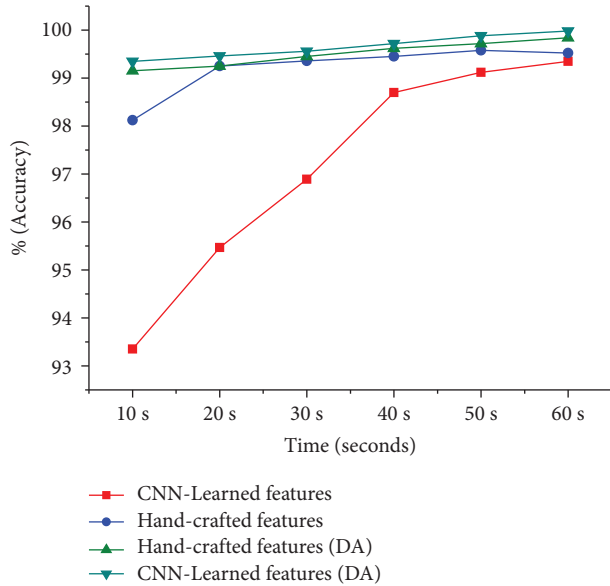 100
99
98
97
96
95
94
93
% (Accuracy)
10 s 20 s 30 s 40 s 50 s 60 s
Time (seconds)
CNN-Learned features
Hand-crafted features
Hand-crafted features (DA)
CNN-Learned features (DA)